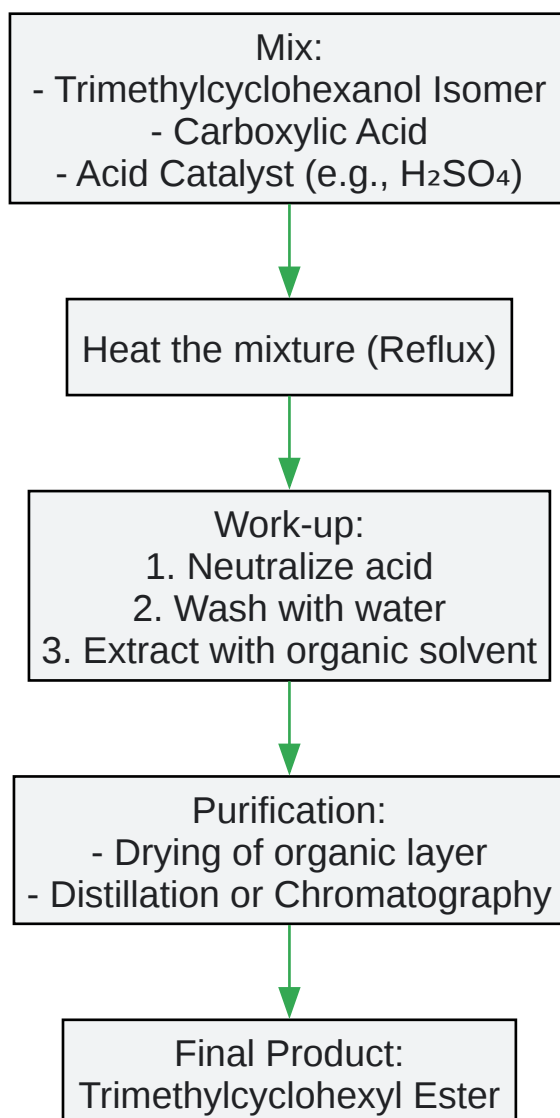 Mix:
- Trimethylcyclohexanol Isomer
- Carboxylic Acid
- Acid Catalyst (e.g., H₂SO₄)
Heat the mixture (Reflux)
Work-up:
1. Neutralize acid
2. Wash with water
3. Extract with organic solvent
Purification:
- Drying of organic layer
- Distillation or Chromatography
Final Product:
Trimethylcyclohexyl Ester